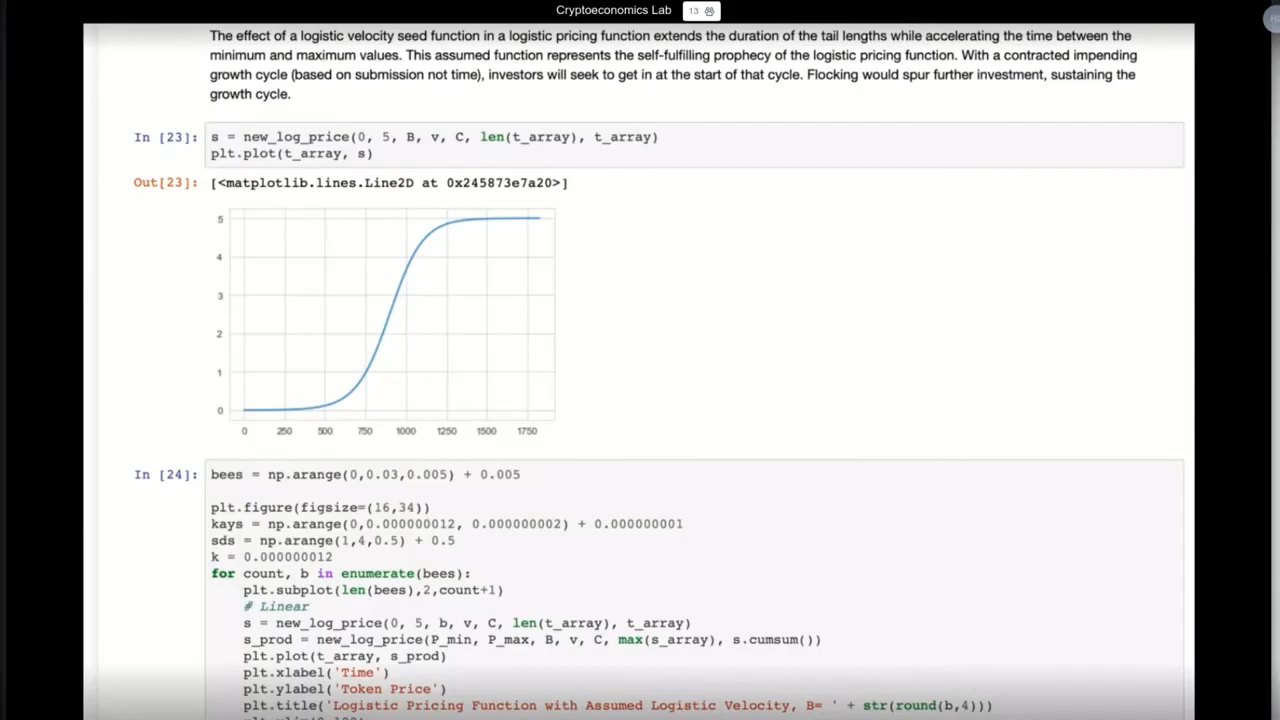 Cryptoeconomics Lab
13
The effect of a logistic velocity seed function in a logistic pricing function extends the duration of the tail lengths while accelerating the time between the
minimum and maximum values. This assumed function represents the self-fulfilling prophecy of the logistic pricing function. With a contracted impending
growth cycle (based on submission not time), investors will seek to get in at the start of that cycle. Flocking would spur further investment, sustaining the
growth cycle.
In [23]: s = new_log_price(0, 5, B, v, C, len(t_array), t_array)
plt.plot(t_array, s)
Out[23]: [<matplotlib.lines.Line2D at 0x245873e7a20>]
5
4
3
2
1
0
0 250 500 750 1000 1250 1500 1750
In [24]: bees = np.arange(0,0.03,0.005) + 0.005
plt.figure(figsize=(16,34))
kays = np.arange(0,0.000000012, 0.000000002) + 0.000000001
sds = np.arange(1,4,0.5) + 0.5
k = 0.000000012
for count, b in enumerate(bees):
plt.subplot(len(bees),2,count+1)
# Linear
s = new_log_price(0, 5, b, v, C, len(t_array), t_array)
s_prod = new_log_price(P_min, P_max, B, v, C, max(s_array), s.cumsum())
plt.plot(t_array, s_prod)
plt.xlabel('Time')
plt.ylabel('Token Price')
plt.title('Logistic Pricing Function with Assumed Logistic Velocity, B= ' + str(round(b,4)))